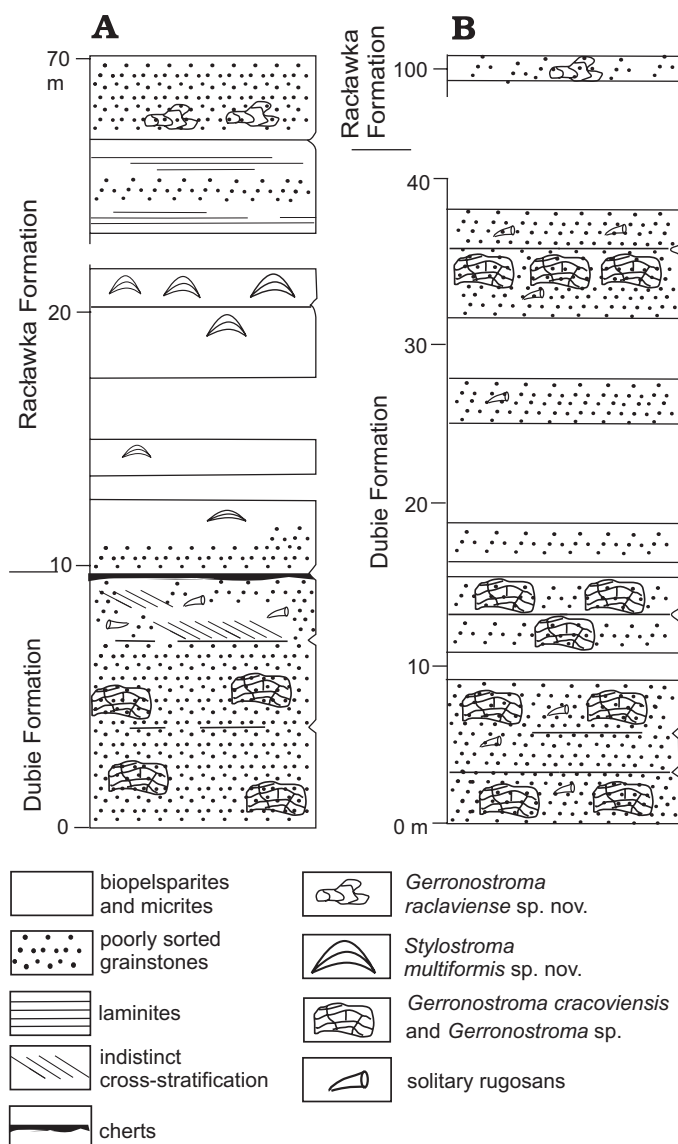 A
70
m
Racławka Formation
20
10
Dubie Formation
0
B
100
Racławka
Formation
40
30
Dubie Formation
20
10
0 m
biopelsparites
and micrites
poorly sorted
grainstones
laminites
indistinct
cross-stratification
cherts
Gerronostroma
raclaviense sp. nov.
Stylostroma
multiformis sp. nov.
Gerronostroma cracoviensis
and Gerronostroma sp.
solitary rugosans